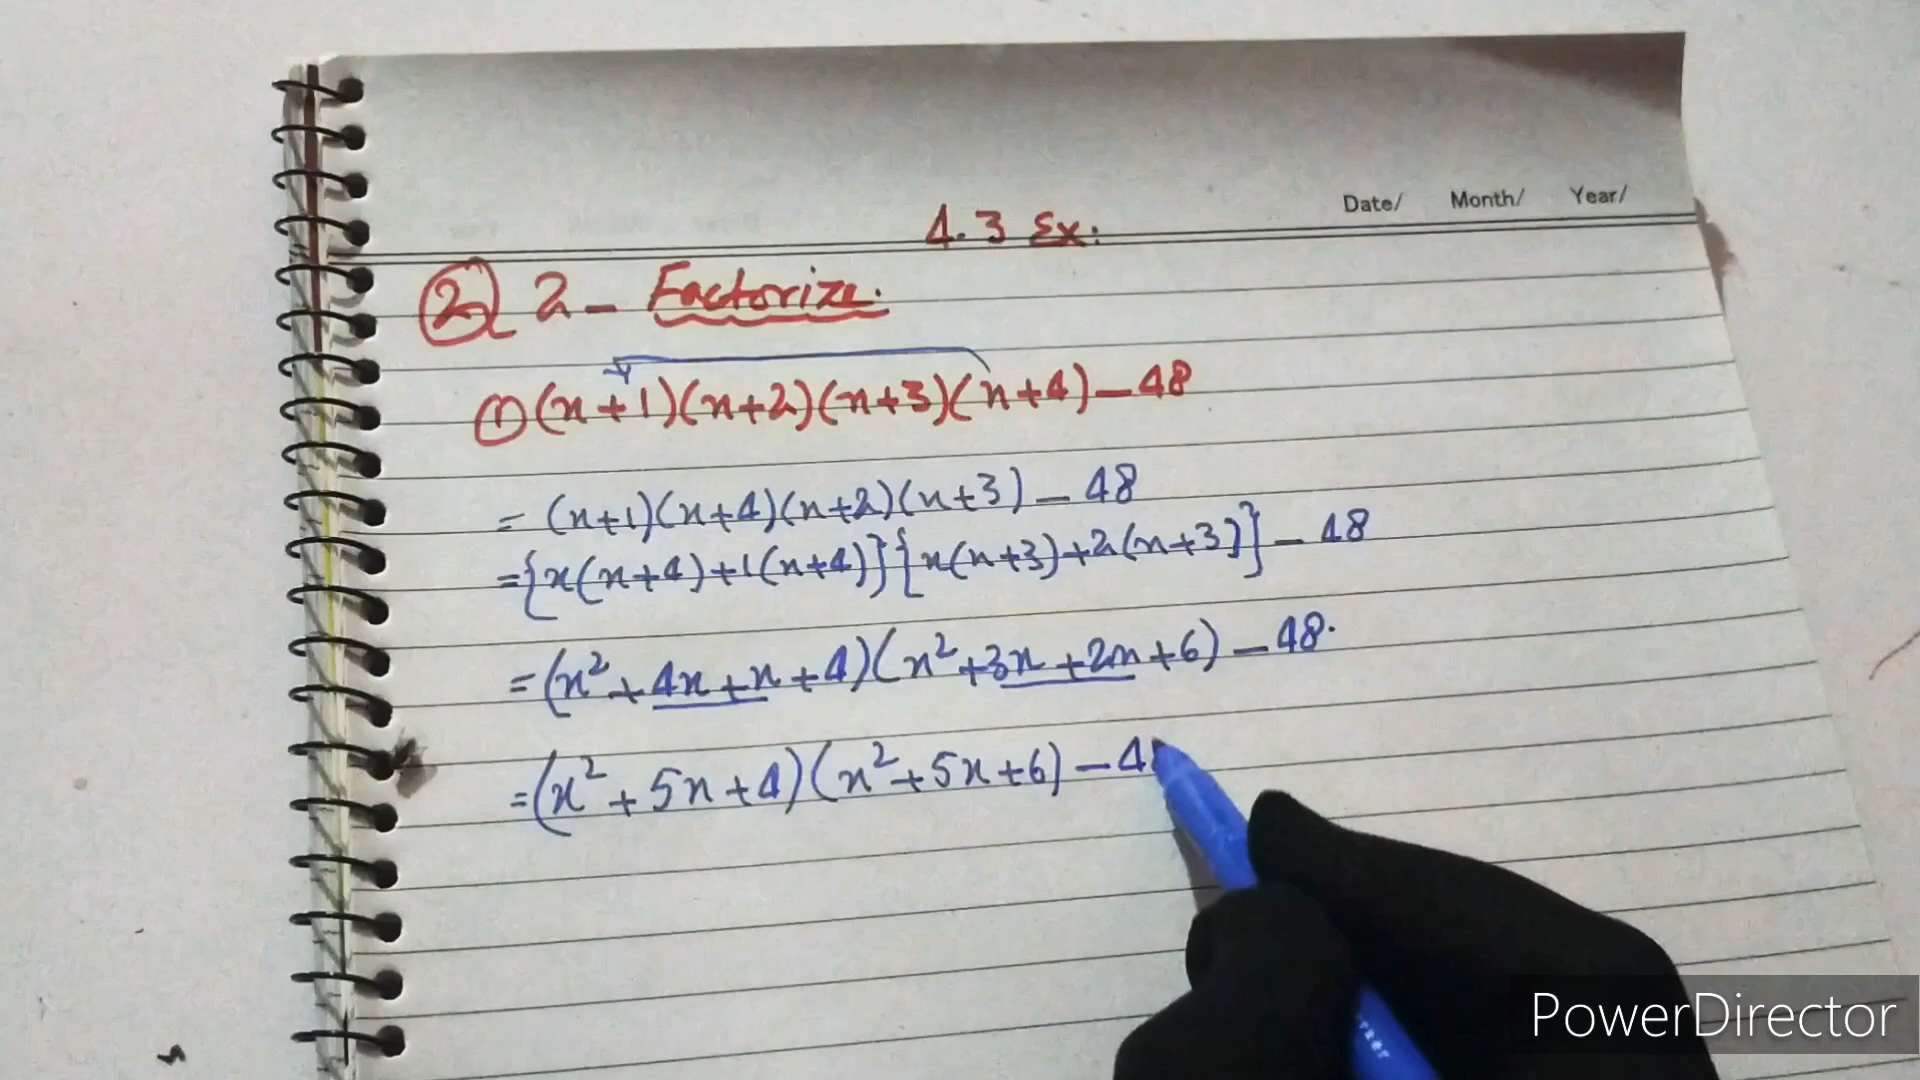 Date/ Month/ Year/
4.3 Ex:
② 2 - Factorize.
① (x+1)(x+2)(x+3)(x+4) - 48
= (x+1)(x+4)(x+2)(x+3) - 48
= {x(x+4)+1(x+4)}{x(x+3)+2(x+3)} - 48
= (x² + 4x + x + 4)(x² + 3x + 2x + 6) - 48.
= (x² + 5x + 4)(x² + 5x + 6) - 4
PowerDirector